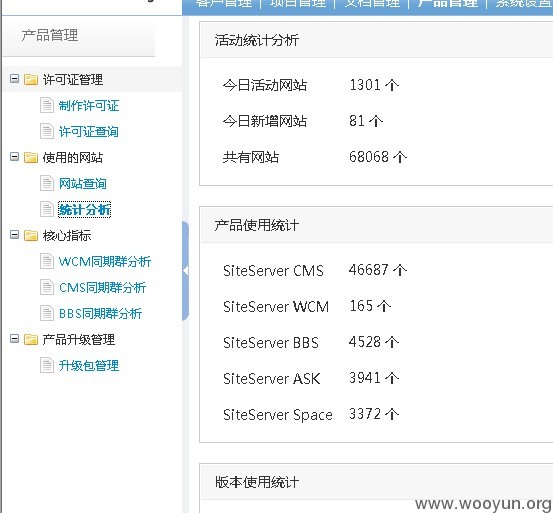 客户管理 | 项目管理 | 文档管理 | 产品管理 | 系统设置
产品管理
许可证管理
制作许可证
许可证查询
使用的网站
网站查询
统计分析
核心指标
WCM同期群分析
CMS同期群分析
BBS同期群分析
产品升级管理
升级包管理
活动统计分析
今日活动网站 1301 个
今日新增网站 81 个
共有网站 68068 个
产品使用统计
SiteServer CMS 46687 个
SiteServer WCM 165 个
SiteServer BBS 4528 个
SiteServer ASK 3941 个
SiteServer Space 3372 个
版本使用统计
www.wooyun.org